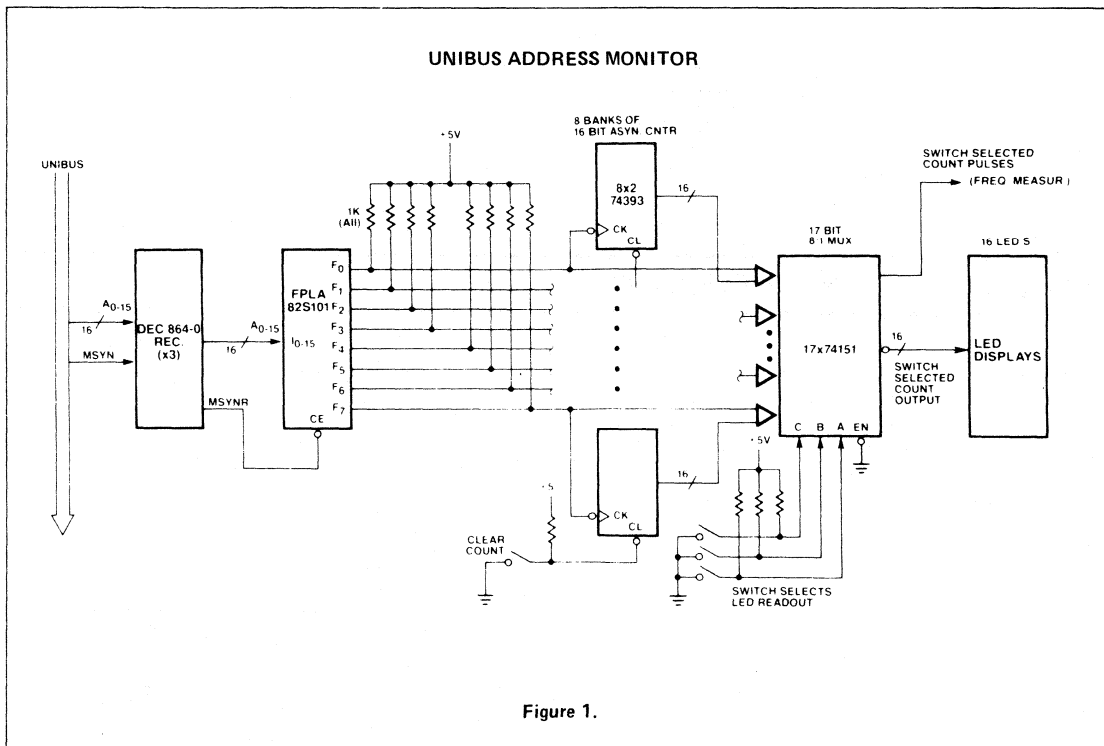 UNIBUS ADDRESS MONITOR
8 BANKS OF
16 BIT ASYN. CNTR
+5V
UNIBUS
SWITCH SELECTED
COUNT PULSES
(FREQ MEASUR)
8x2
74393
16
1K
(All)
CK
CL
17 BIT
8:1 MUX
16 LED S
F0
F1
F2
F3
F4
F5
F6
F7
FPLA
82S101
I0-15
CE
A0-15
16
MSYN
DEC 864-0
REC.
(x3)
A0-15
16
MSYNR
17x74151
16
SWITCH
SELECTED
COUNT
OUTPUT
LED
DISPLAYS
C B A EN
+5V
16
CK
CL
+5
CLEAR
COUNT
SWITCH SELECTS
LED READOUT
Figure 1.